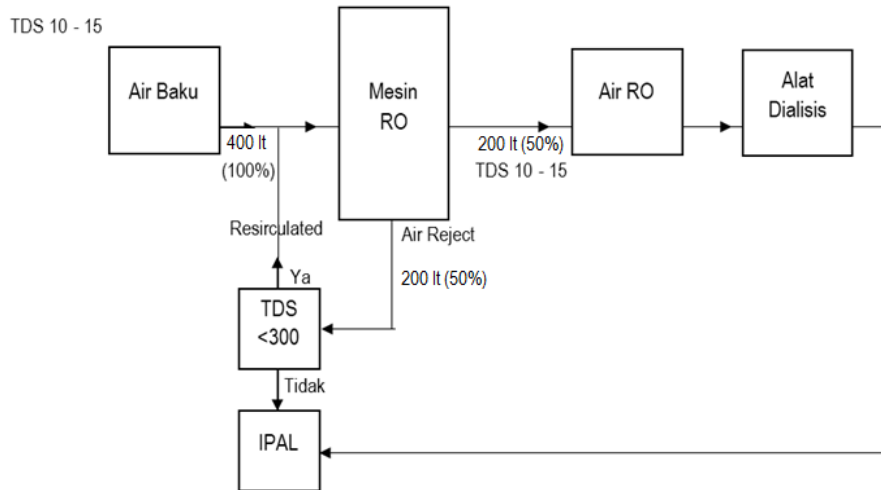 TDS 10 - 15
Air Baku
Mesin
RO
Air RO
Alat
Dialisis
400 lt
(100%)
200 lt (50%)
TDS 10 - 15
Resirculated
Air Reject
200 lt (50%)
Ya
TDS
<300
Tidak
IPAL